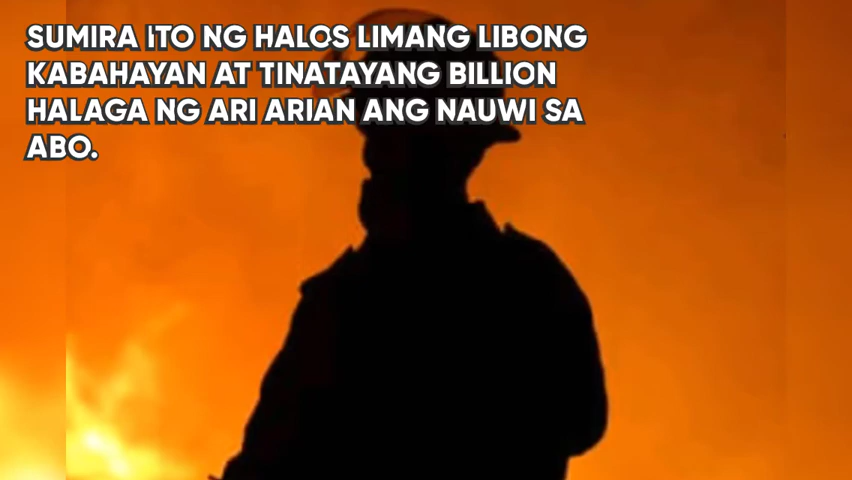 SUMIRA ITO NG HALOS LIMANG LIBONG
KABAHAYAN AT TINATAYANG BILLION
HALAGA NG ARI ARIAN ANG NAUWI SA
ABO.